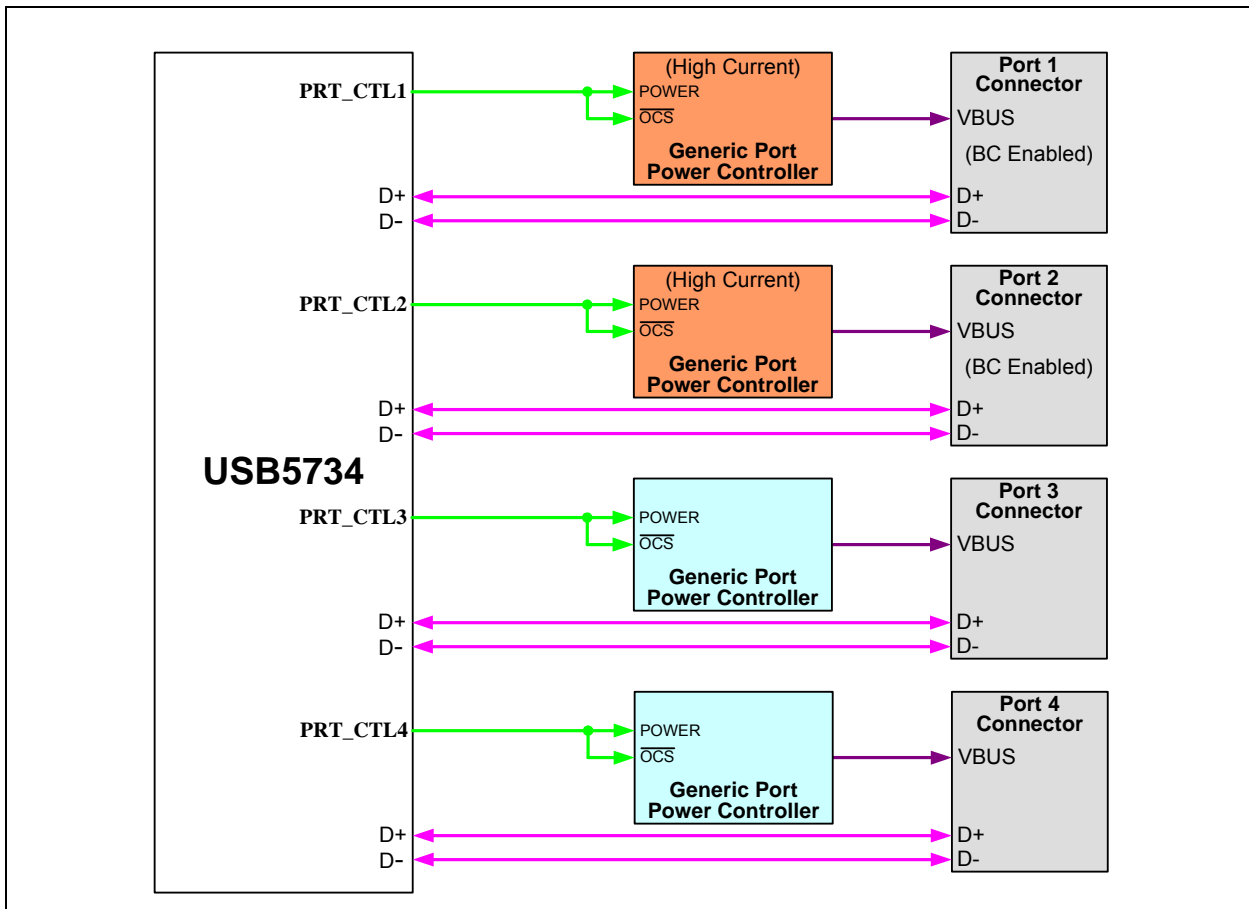 USB5734
PRT_CTL1
D+
D-
(High Current)
POWER
OCS
Generic Port
Power Controller
Port 1
Connector
VBUS
(BC Enabled)
D+
D-
PRT_CTL2
D+
D-
(High Current)
POWER
OCS
Generic Port
Power Controller
Port 2
Connector
VBUS
(BC Enabled)
D+
D-
PRT_CTL3
D+
D-
POWER
OCS
Generic Port
Power Controller
Port 3
Connector
VBUS
D+
D-
PRT_CTL4
D+
D-
POWER
OCS
Generic Port
Power Controller
Port 4
Connector
VBUS
D+
D-